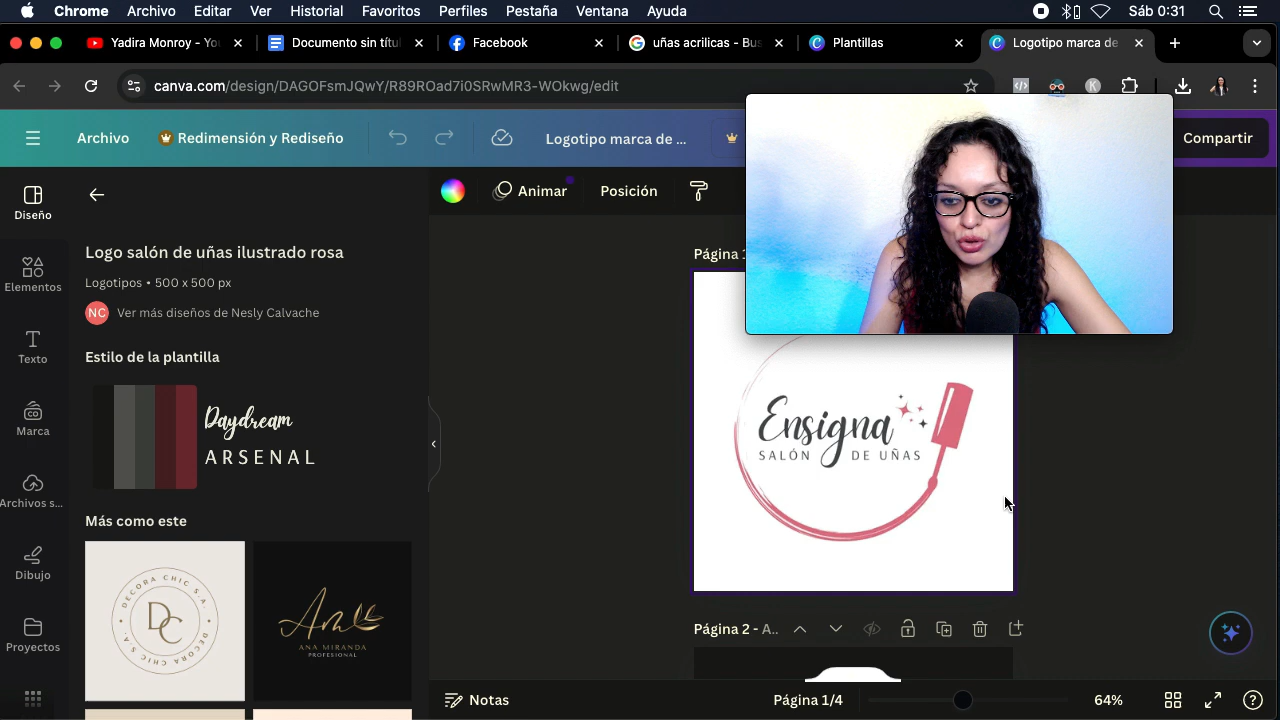 Chrome Archivo Editar Ver Historial Favoritos Perfiles Pestaña Ventana Ayuda Sáb 0:31
Yadira Monroy - You Documento sin títul Facebook uñas acrilicas - Bus Plantillas Logotipo marca de
canva.com/design/DAGOFsmJQwY/R89ROad7i0SRwMR3-WOkwg/edit
Archivo Redimensión y Rediseño Logotipo marca de ... Compartir
Diseño
Elementos
Texto
Marca
Archivos s...
Dibujo
Proyectos
Logo salón de uñas ilustrado rosa
Logotipos • 500 x 500 px
NC Ver más diseños de Nesly Calvache
Estilo de la plantilla
Daydream
ARSENAL
Más como este
DECORA CHIC S.A. DECORA CHIC S.A.
DC
Ana
ANA MIRANDA
PROFESIONAL
Animar Posición
Página 1
Ensigna
SALÓN DE UÑAS
Página 2 - A..
Notas Página 1/4 64%